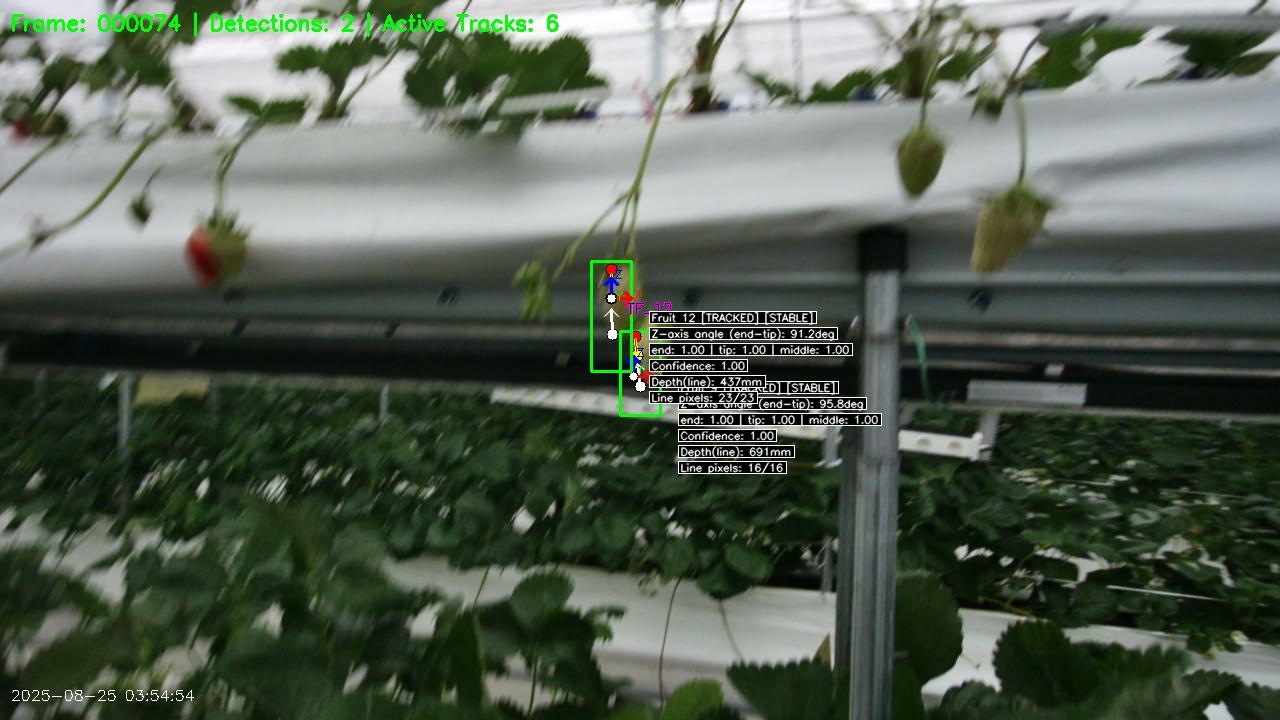 Frame: 000074 | Detections: 2 | Active Tracks: 6
Z
TF_12
Fruit 12 [TRACKED] [STABLE]
Z-axis angle (end-tip): 91.2deg
end: 1.00 | tip: 1.00 | middle: 1.00
Confidence: 1.00
Depth(line): 437mm
Line pixels: 23/23
[STABLE]
Z-axis angle (end-tip): 95.8deg
end: 1.00 | tip: 1.00 | middle: 1.00
Confidence: 1.00
Depth(line): 691mm
Line pixels: 16/16
2025-08-25 03:54:54